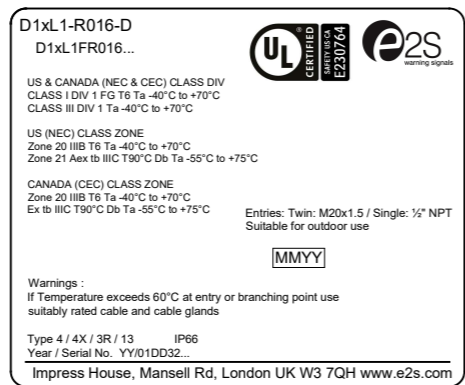 D1xL1-R016-D
D1xL1FR016...
UL
CERTIFIED
SAFETY US CA
E230764
e2s
warning signals
US & CANADA (NEC & CEC) CLASS DIV
CLASS I DIV 1 FG T6 Ta -40°C to +70°C
CLASS III DIV 1 Ta -40°C to +70°C
US (NEC) CLASS ZONE
Zone 20 IIIB T6 Ta -40°C to +70°C
Zone 21 Aex tb IIIC T90°C Db Ta -55°C to +75°C
CANADA (CEC) CLASS ZONE
Zone 20 IIIB T6 Ta -40°C to +70°C
Ex tb IIIC T90°C Db Ta -55°C to +75°C
Entries: Twin: M20x1.5 / Single: ½" NPT
Suitable for outdoor use
MMYY
Warnings :
If Temperature exceeds 60°C at entry or branching point use
suitably rated cable and cable glands
Type 4 / 4X / 3R / 13 IP66
Year / Serial No. YY/01DD32...
Impress House, Mansell Rd, London UK W3 7QH www.e2s.com